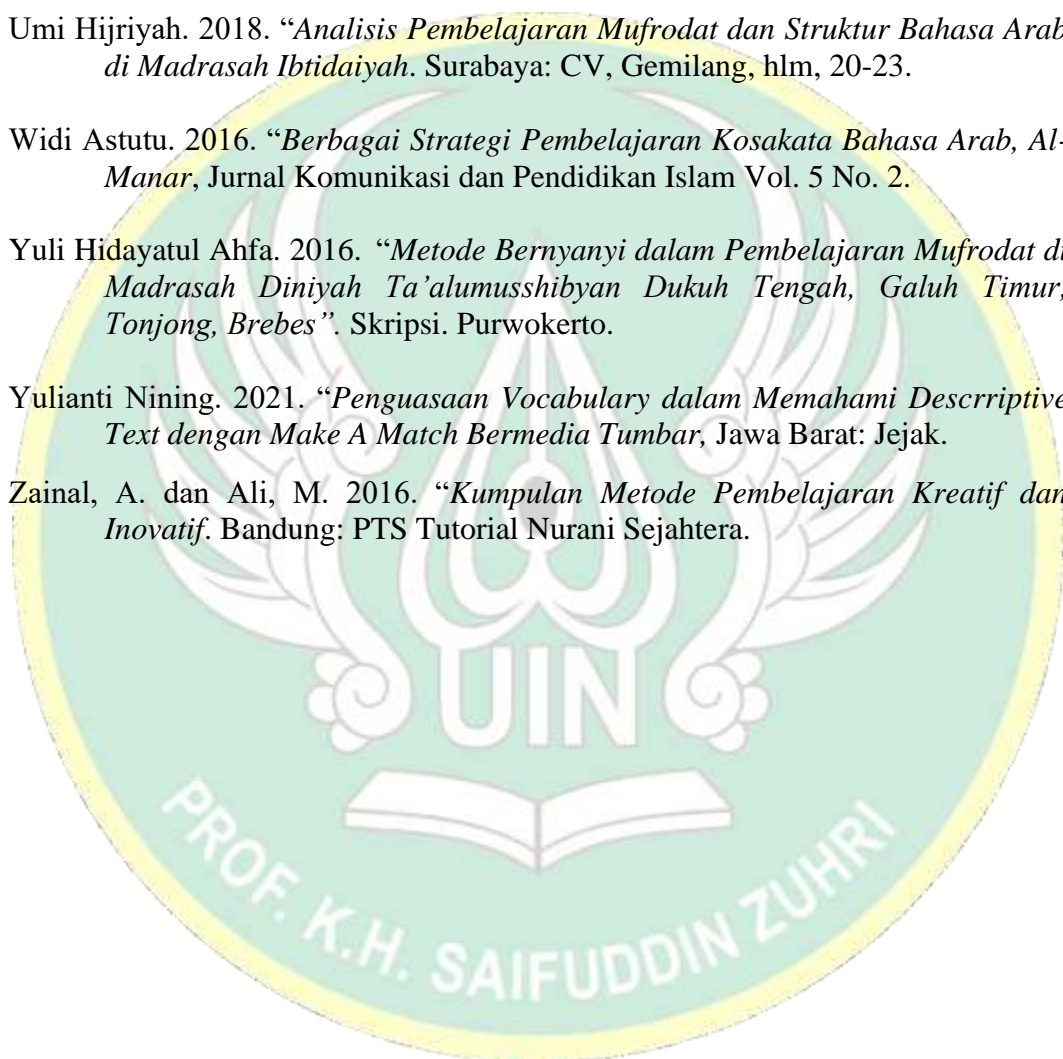 Umi Hijriyah. 2018. “Analisis Pembelajaran Mufrodat dan Struktur Bahasa Arab
di Madrasah Ibtidaiyah. Surabaya: CV, Gemilang, hlm, 20-23.
Widi Astutu. 2016. “Berbagai Strategi Pembelajaran Kosakata Bahasa Arab, Al-
Manar, Jurnal Komunikasi dan Pendidikan Islam Vol. 5 No. 2.
Yuli Hidayatul Ahfa. 2016. “Metode Bernyanyi dalam Pembelajaran Mufrodat di
Madrasah Diniyah Ta’alumusshibyan Dukuh Tengah, Galuh Timur,
Tonjong, Brebes”. Skripsi. Purwokerto.
Yulianti Nining. 2021. “Penguasaan Vocabulary dalam Memahami Descrriptive
Text dengan Make A Match Bermedia Tumbar, Jawa Barat: Jejak.
Zainal, A. dan Ali, M. 2016. “Kumpulan Metode Pembelajaran Kreatif dan
Inovatif. Bandung: PTS Tutorial Nurani Sejahtera.
UIN
PROF. K.H. SAIFUDDIN ZUHRI